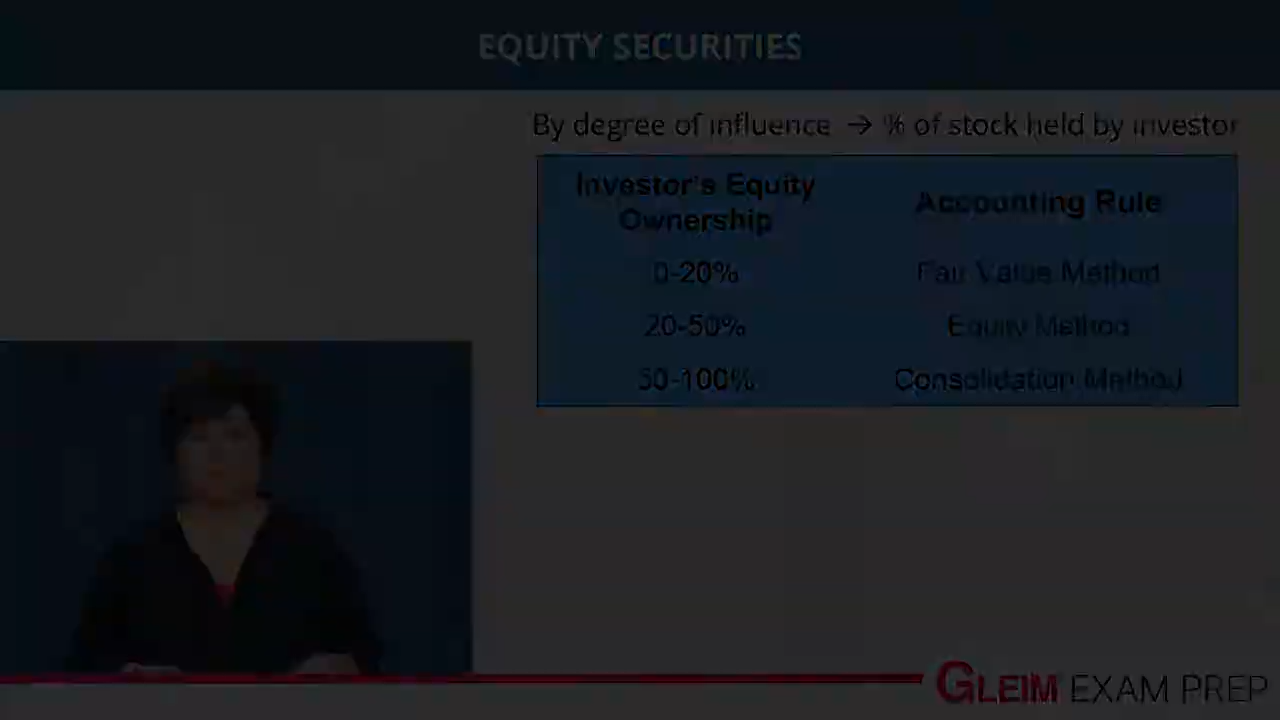 EQUITY SECURITIES
By degree of influence → % of stock held by investor
Investor's Equity Ownership
Accounting Rule
0-20%
Fair Value Method
20-50%
Equity Method
50-100%
Consolidation Method
GLEIM EXAM PREP